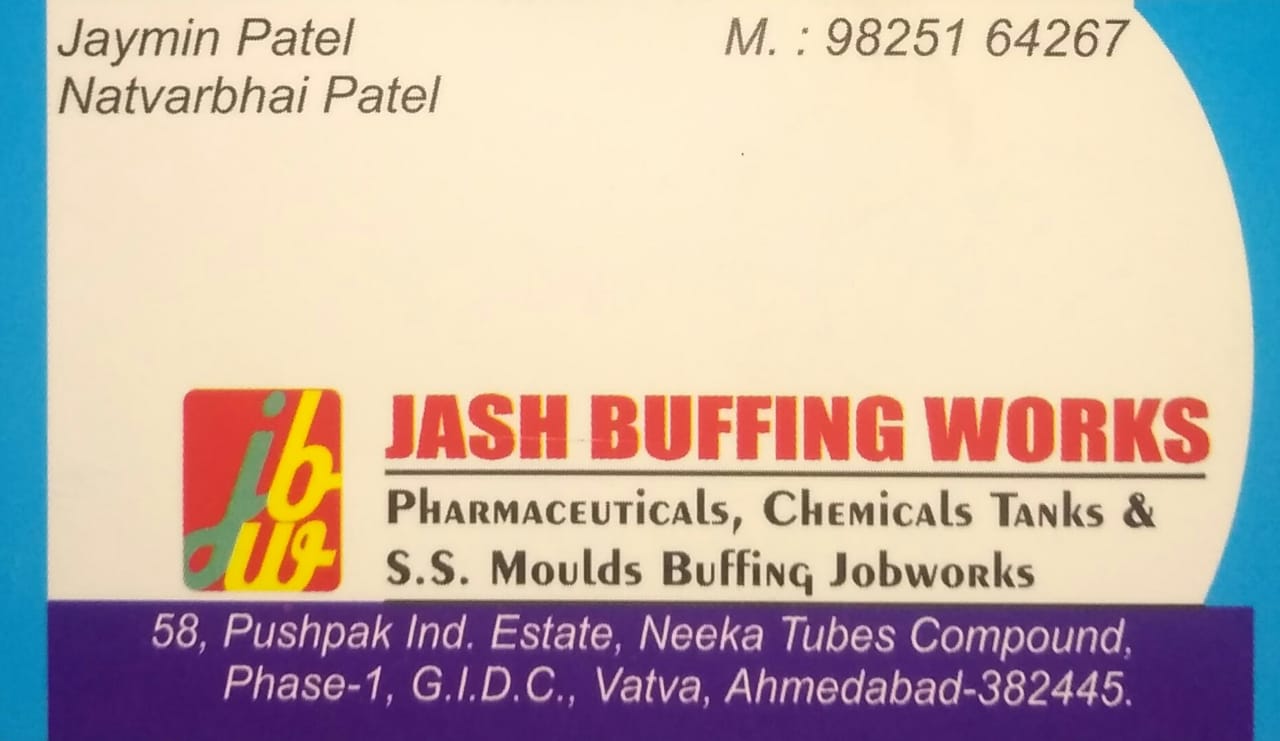 Jaymin Patel
M. : 98251 64267
Natvarbhai Patel
jbw
JASH BUFFING WORKS
Pharmaceuticals, Chemicals Tanks &
S.S. Moulds Buffing Jobworks
58, Pushpak Ind. Estate, Neeka Tubes Compound,
Phase-1, G.I.D.C., Vatva, Ahmedabad-382445.